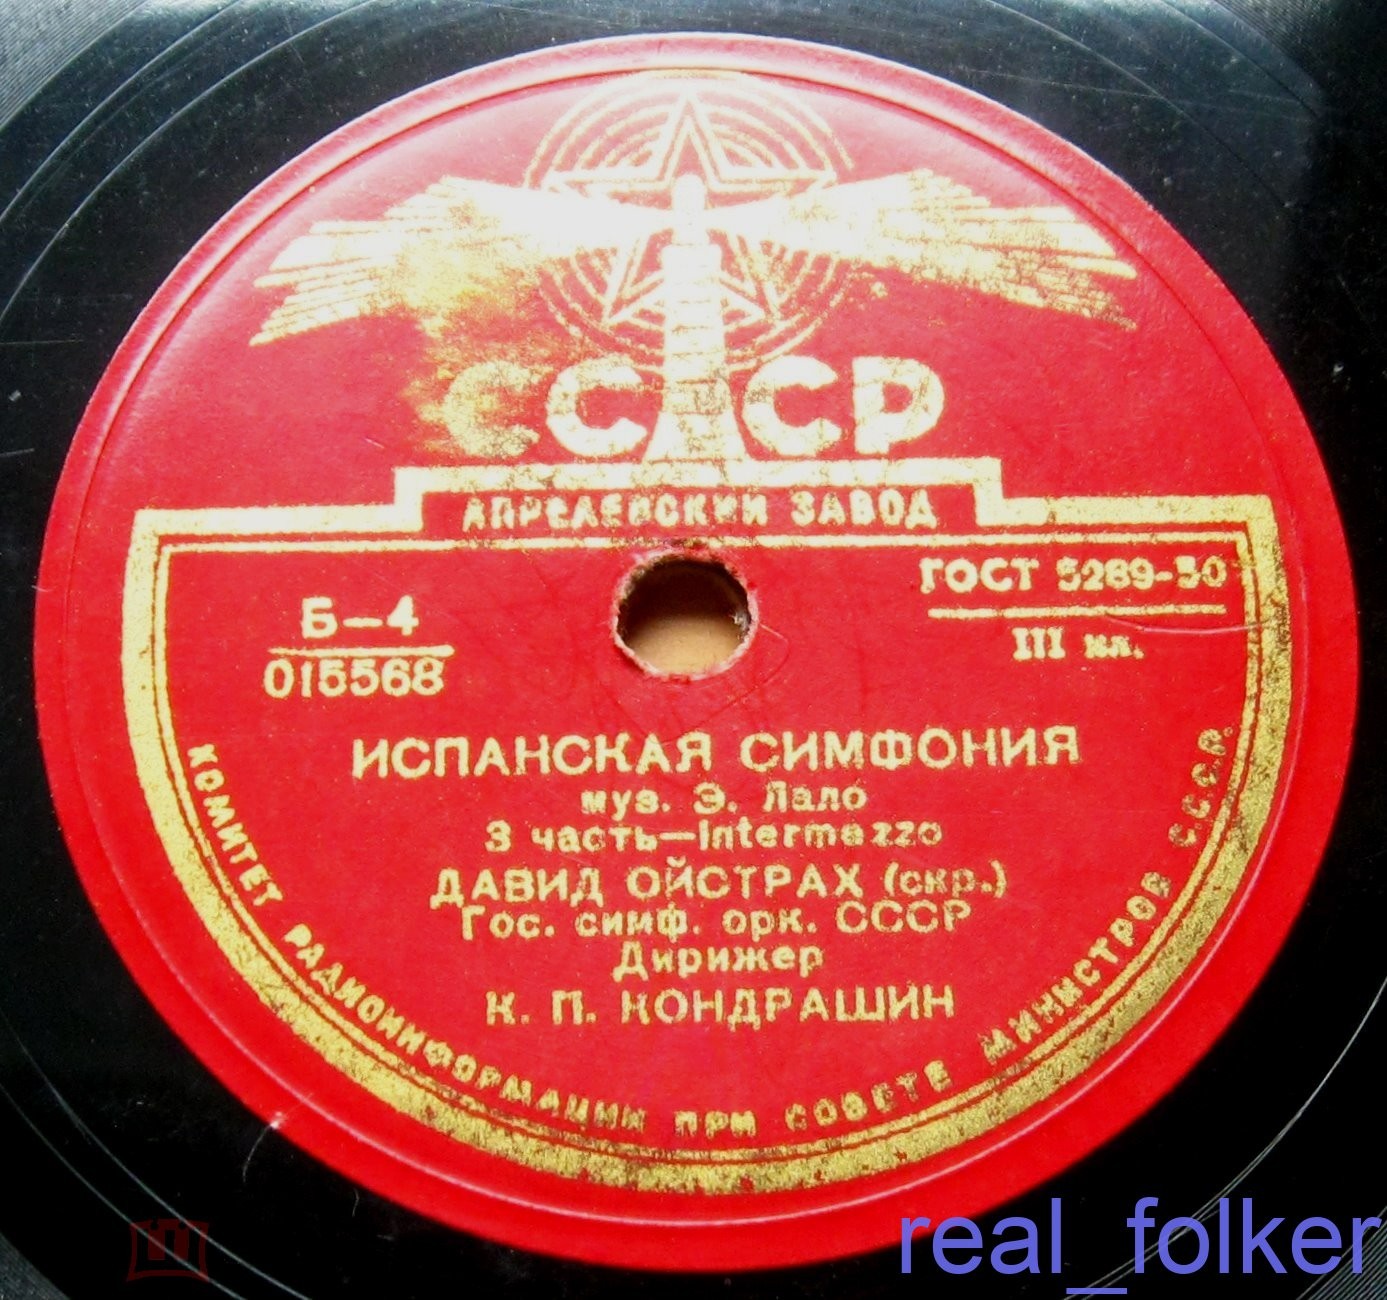 СССР
АПРЕЛЕВСКИЙ ЗАВОД
ГОСТ 5289-50
III кл.
Б-4
015568
ИСПАНСКАЯ СИМФОНИЯ
муз. Э. Лало
3 часть-Intermezzo
ДАВИД ОЙСТРАХ (скр.)
Гос. симф. орк. СССР
Дирижер
К. П. КОНДРАШИН
КОМИТЕТ РАДИОИНФОРМАЦИИ ПРИ СОВЕТЕ МИНИСТРОВ С.С.С.Р.
real_folker